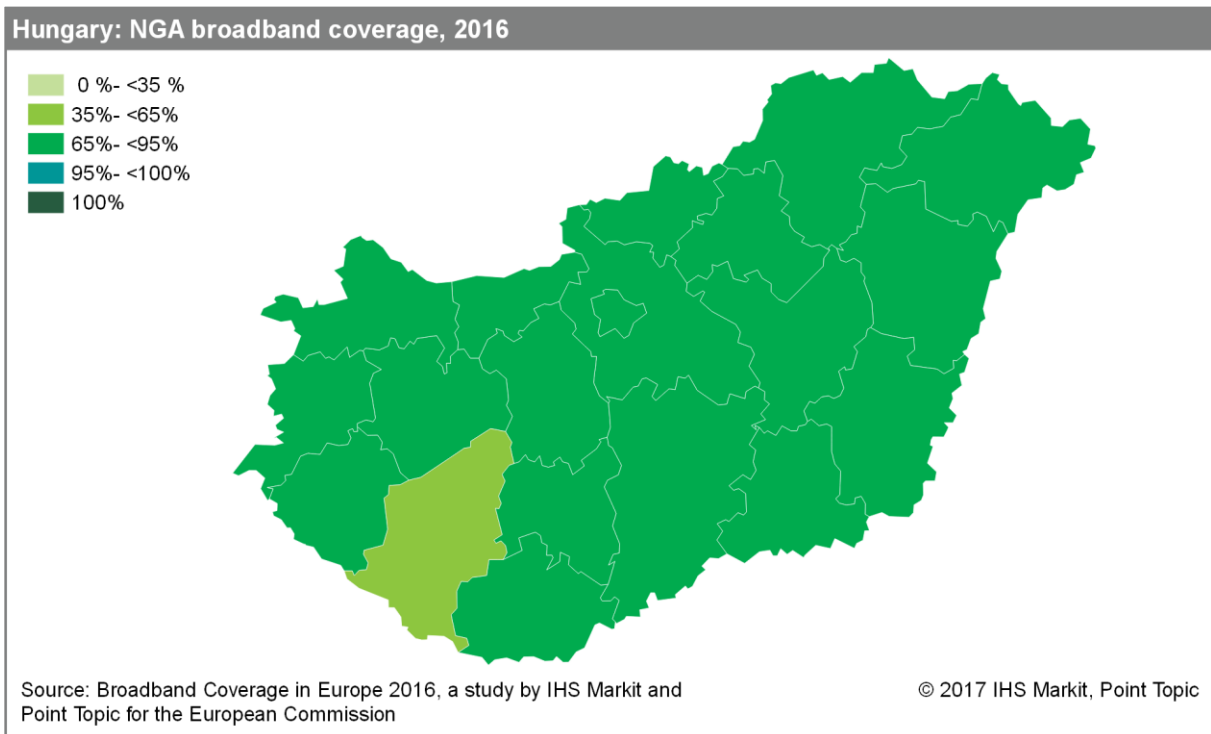 Hungary: NGA broadband coverage, 2016
0 %- <35 %
35%- <65%
65%- <95%
95%- <100%
100%
Source: Broadband Coverage in Europe 2016, a study by IHS Markit and
Point Topic for the European Commission
© 2017 IHS Markit, Point Topic